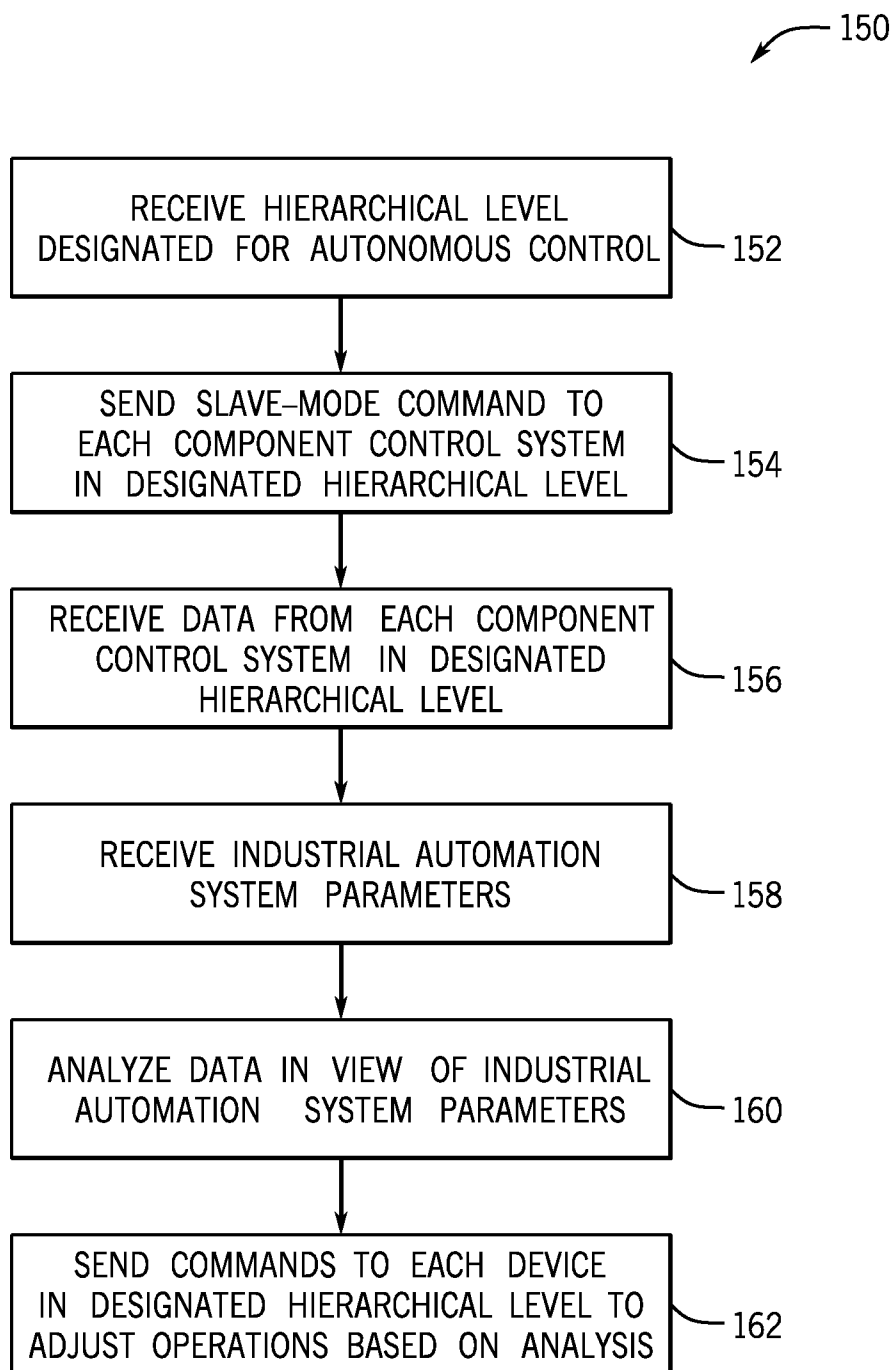 150
RECEIVE HIERARCHICAL LEVEL
DESIGNATED FOR AUTONOMOUS CONTROL
152
SEND SLAVE-MODE COMMAND TO
EACH COMPONENT CONTROL SYSTEM
IN DESIGNATED HIERARCHICAL LEVEL
154
RECEIVE DATA FROM EACH COMPONENT
CONTROL SYSTEM IN DESIGNATED
HIERARCHICAL LEVEL
156
RECEIVE INDUSTRIAL AUTOMATION
SYSTEM PARAMETERS
158
ANALYZE DATA IN VIEW OF INDUSTRIAL
AUTOMATION SYSTEM PARAMETERS
160
SEND COMMANDS TO EACH DEVICE
IN DESIGNATED HIERARCHICAL LEVEL TO
ADJUST OPERATIONS BASED ON ANALYSIS
162